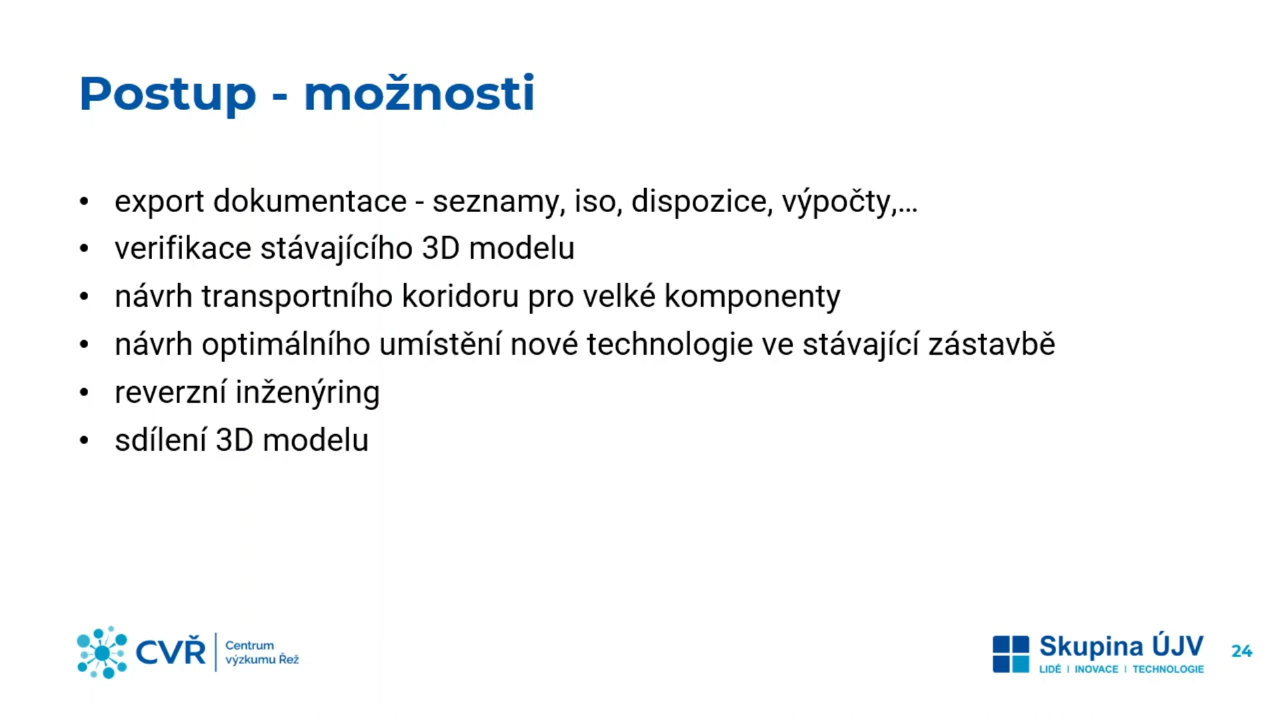 Postup - možnosti
• export dokumentace - seznamy, iso, dispozice, výpočty,...
• verifikace stávajícího 3D modelu
• návrh transportního koridoru pro velké komponenty
• návrh optimálního umístění nové technologie ve stávající zástavbě
• reverzní inženýring
• sdílení 3D modelu
CVŘ
Centrum
výzkumu Řež
Skupina ÚJV
LIDÉ | INOVACE | TECHNOLOGIE
24